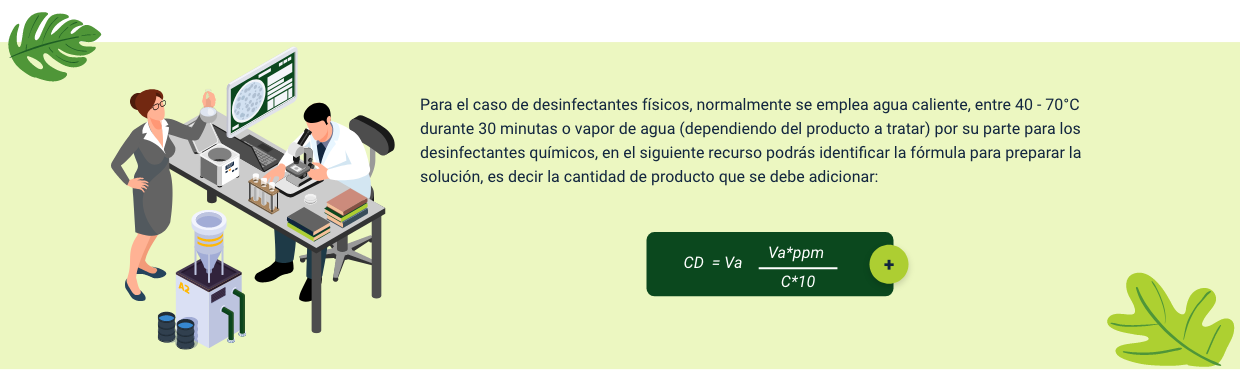 Para el caso de desinfectantes físicos, normalmente se emplea agua caliente, entre 40 - 70°C
durante 30 minutos o vapor de agua (dependiendo del producto a tratar) por su parte para los
desinfectantes químicos, en el siguiente recurso podrás identificar la fórmula para preparar la
solución, es decir la cantidad de producto que se debe adicionar:
CD = Va Va*ppm
C*10
+
A2